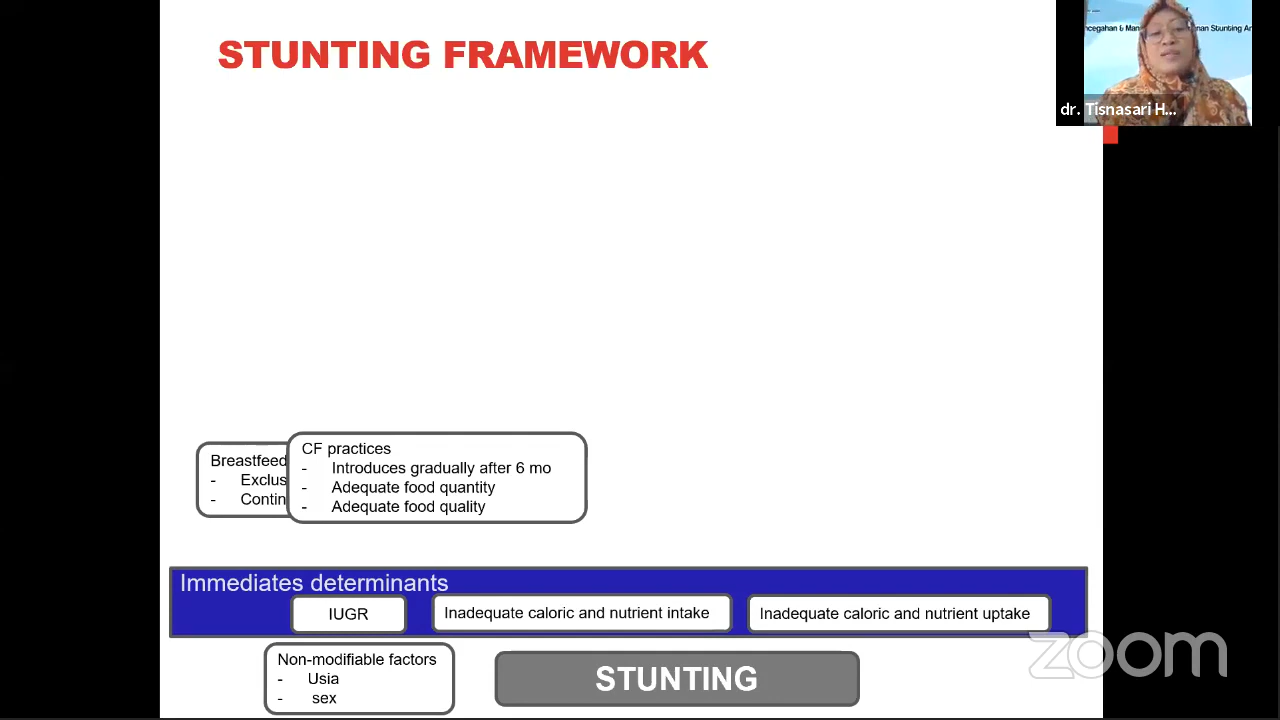 STUNTING FRAMEWORK
dr. Tisnasari H...
CF practices
- Introduces gradually after 6 mo
- Adequate food quantity
- Adequate food quality
Breastfeed
- Exclus
- Contin
Immediates determinants
IUGR
Inadequate caloric and nutrient intake
Inadequate caloric and nutrient uptake
Non-modifiable factors
- Usia
- sex
STUNTING
zoom